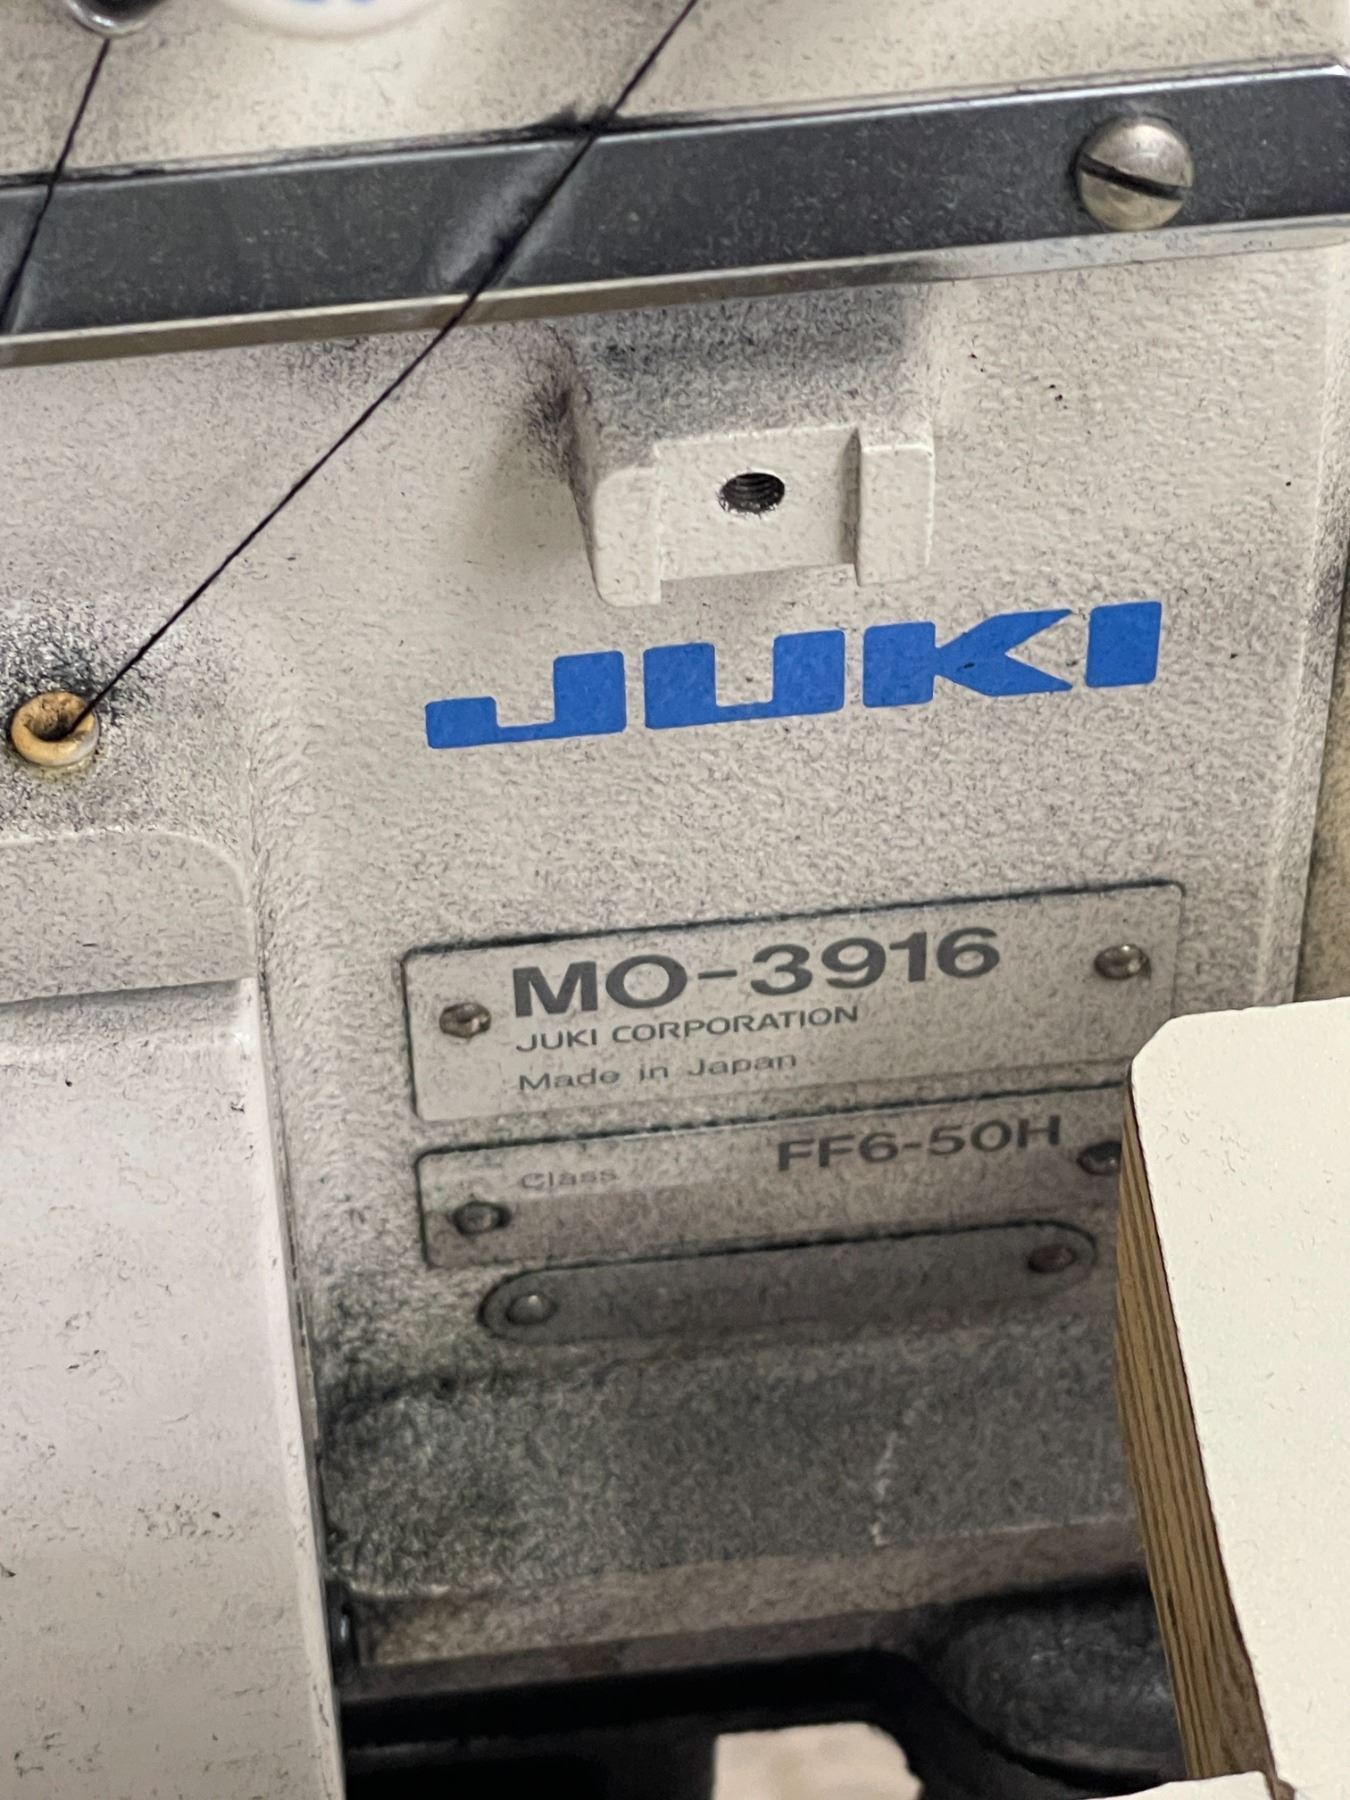 JUKI
MO-3916
JUKI CORPORATION
Made in Japan
Class FF6-50H